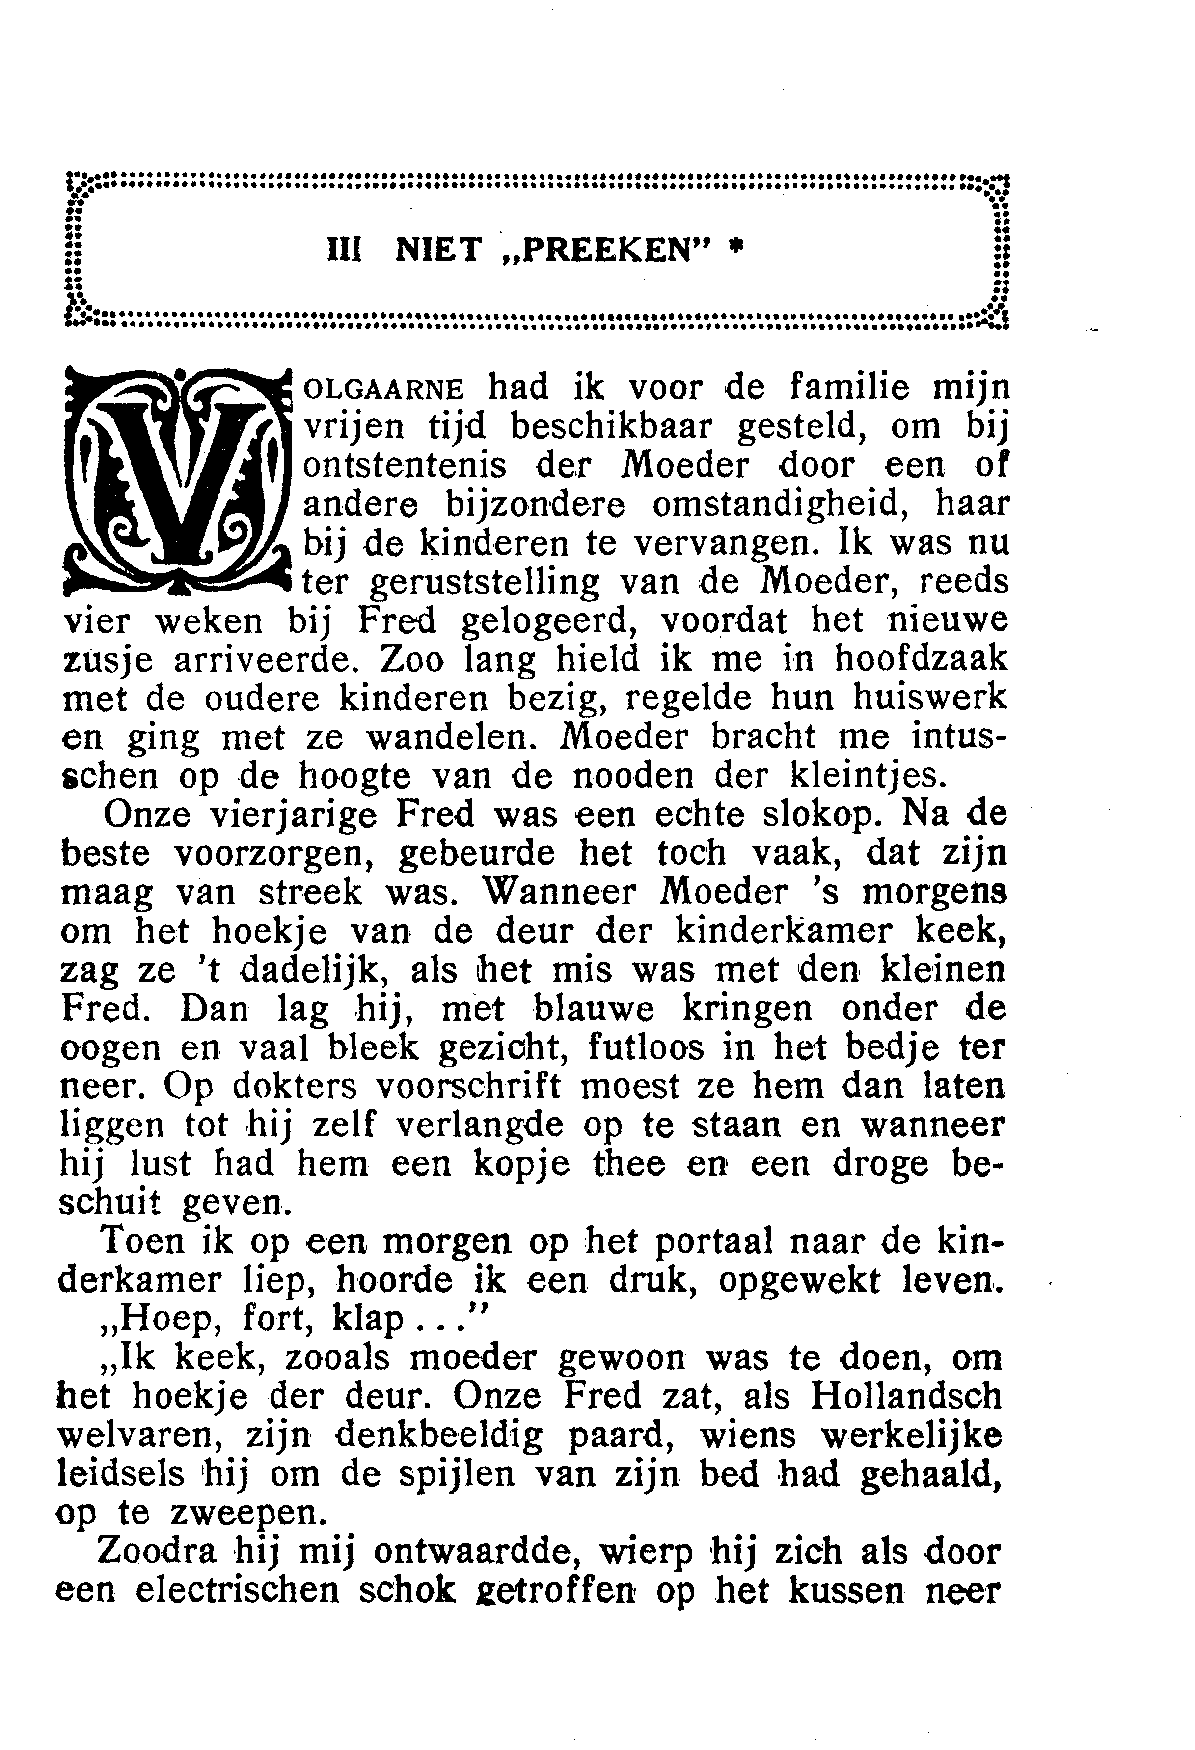 III NIET „PREEKEN” *
VOLGAARNE had ik voor de familie mijn
vrijen tijd beschikbaar gesteld, om bij
ontstentenis der Moeder door een of
andere bijzondere omstandigheid, haar
bij de kinderen te vervangen. Ik was nu
ter geruststelling van de Moeder, reeds
vier weken bij Fred gelogeerd, voordat het nieuwe
zusje arriveerde. Zoo lang hield ik me in hoofdzaak
met de oudere kinderen bezig, regelde hun huiswerk
en ging met ze wandelen. Moeder bracht me intus-
schen op de hoogte van de nooden der kleintjes.
Onze vierjarige Fred was een echte slokop. Na de
beste voorzorgen, gebeurde het toch vaak, dat zijn
maag van streek was. Wanneer Moeder 's morgens
om het hoekje van de deur der kinderkamer keek,
zag ze 't dadelijk, als het mis was met den kleinen
Fred. Dan lag hij, met blauwe kringen onder de
oogen en vaal bleek gezicht, futloos in het bedje ter
neer. Op dokters voorschrift moest ze hem dan laten
liggen tot hij zelf verlangde op te staan en wanneer
hij lust had hem een kopje thee en een droge be-
schuit geven.
Toen ik op een morgen op het portaal naar de kin-
derkamer liep, hoorde ik een druk, opgewekt leven.
„Hoep, fort, klap ...”
„Ik keek, zooals moeder gewoon was te doen, om
het hoekje der deur. Onze Fred zat, als Hollandsch
welvaren, zijn denkbeeldig paard, wiens werkelijke
leidsels hij om de spijlen van zijn bed had gehaald,
op te zweepen.
Zoodra hij mij ontwaardde, wierp hij zich als door
een electrischen schok getroffen op het kussen neer